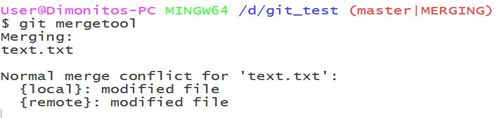 User@Dimonitos-PC MINGW64 /d/git_test (master|MERGING)
$ git mergetool
Merging:
text.txt

Normal merge conflict for 'text.txt':
  {local}: modified file
  {remote}: modified file